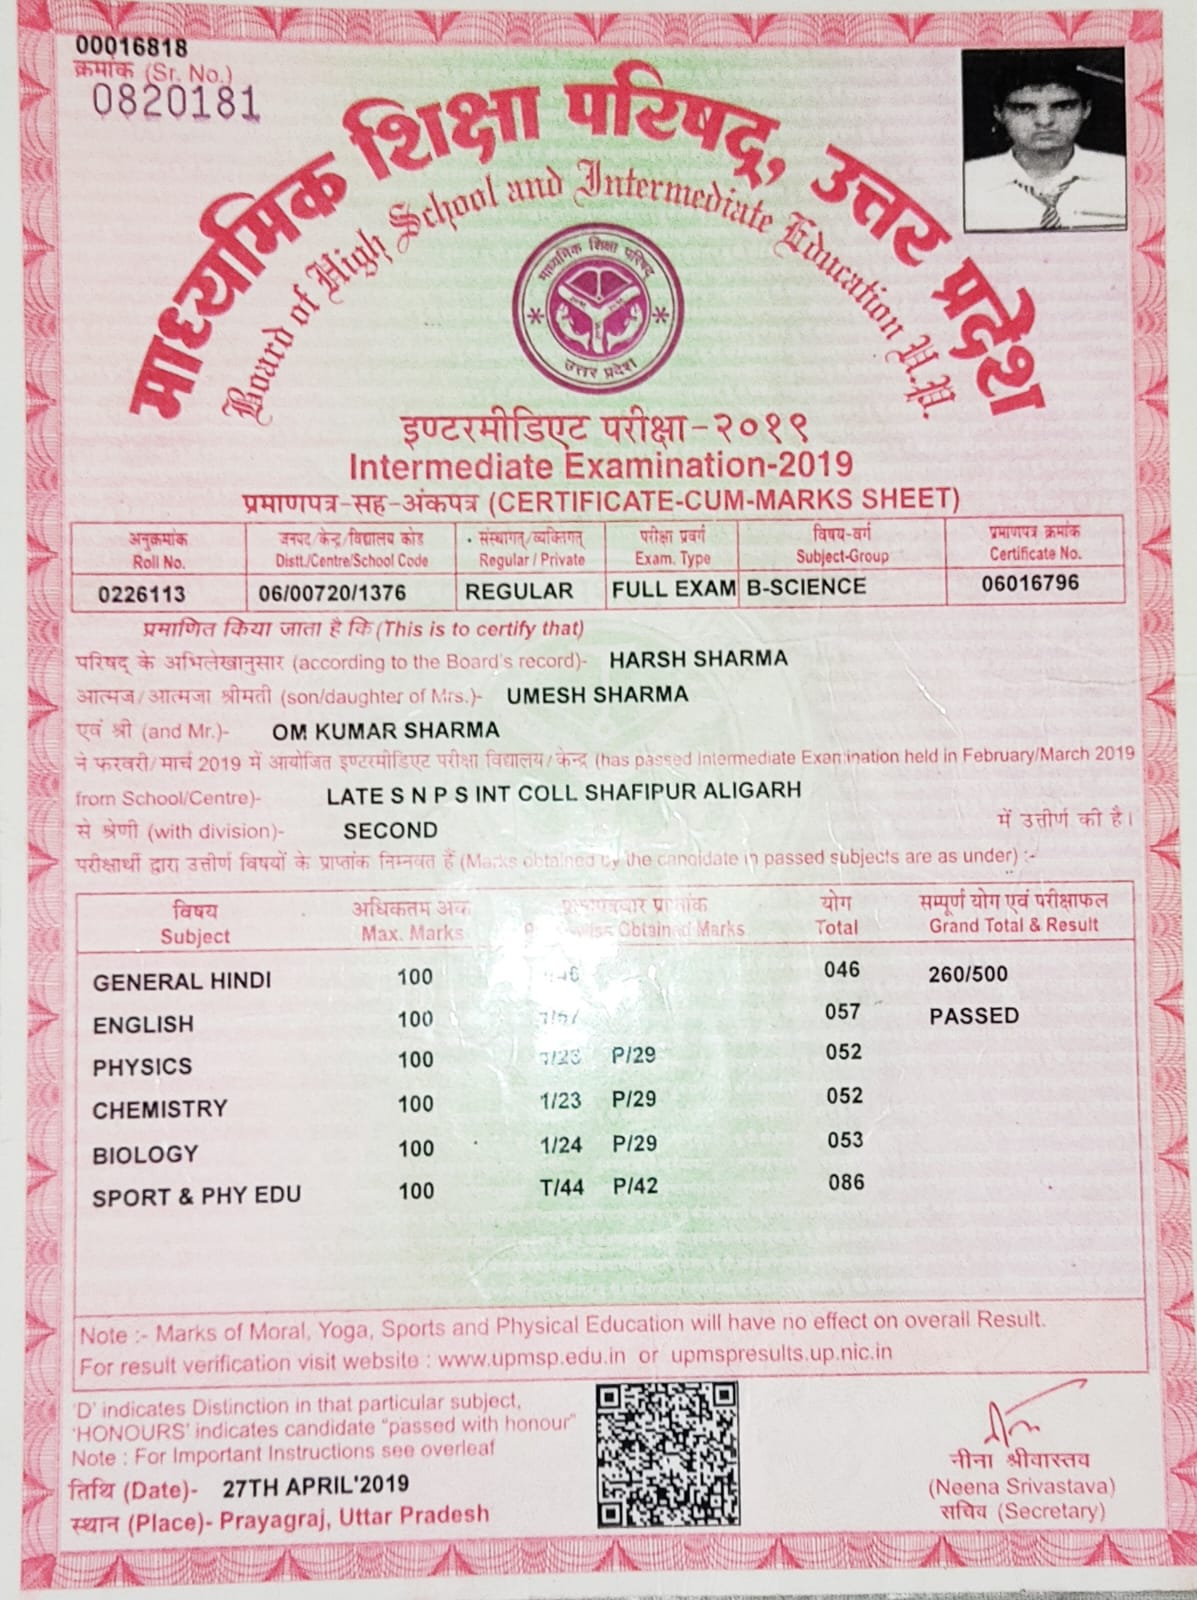 00016818
क्रमांक (Sr. No.)
0820181
माध्यमिक शिक्षा परिषद्, उत्तर प्रदेश
Board of High School and Intermediate Education U.P.
माध्यमिक शिक्षा परिषद्
उत्तर प्रदेश
इण्टरमीडिएट परीक्षा-२०१९
Intermediate Examination-2019
प्रमाणपत्र-सह-अंकपत्र (CERTIFICATE-CUM-MARKS SHEET)
अनुक्रमांक जनपद/केन्द्र/विद्यालय कोड संस्थागत्/व्यक्तिगत् परीक्षा प्रवर्ग विषय-वर्ग प्रमाणपत्र क्रमांक
Roll No. Distt./Centre/School Code Regular / Private Exam. Type Subject-Group Certificate No.
0226113 06/00720/1376 REGULAR FULL EXAM B-SCIENCE 06016796
प्रमाणित किया जाता है कि (This is to certify that)
परिषद् के अभिलेखानुसार (according to the Board's record)- HARSH SHARMA
आत्मज/आत्मजा श्रीमती (son/daughter of Mrs.)- UMESH SHARMA
एवं श्री (and Mr.)- OM KUMAR SHARMA
ने फरवरी/मार्च 2019 में आयोजित इण्टरमीडिएट परीक्षा विद्यालय/केन्द्र (has passed Intermediate Examination held in February/March 2019
from School/Centre)- LATE S N P S INT COLL SHAFIPUR ALIGARH
से श्रेणी (with division)- SECOND में उत्तीर्ण की है।
परीक्षार्थी द्वारा उत्तीर्ण विषयों के प्राप्तांक निम्नवत हैं (Marks obtained by the candidate in passed subjects are as under) :-
विषय अधिकतम अंक प्राप्तांक योग सम्पूर्ण योग एवं परीक्षाफल
Subject Max. Marks Obtained Marks Total Grand Total & Result
GENERAL HINDI 100 046 260/500
ENGLISH 100 057 PASSED
PHYSICS 100 P/29 052
CHEMISTRY 100 1/23 P/29 052
BIOLOGY 100 1/24 P/29 053
SPORT & PHY EDU 100 T/44 P/42 086
Note :- Marks of Moral, Yoga, Sports and Physical Education will have no effect on overall Result.
For result verification visit website : www.upmsp.edu.in or upmspresults.up.nic.in
'D' indicates Distinction in that particular subject,
'HONOURS' indicates candidate "passed with honour"
Note : For Important Instructions see overleaf
तिथि (Date)- 27TH APRIL'2019
स्थान (Place)- Prayagraj, Uttar Pradesh
नीना श्रीवास्तव
(Neena Srivastava)
सचिव (Secretary)